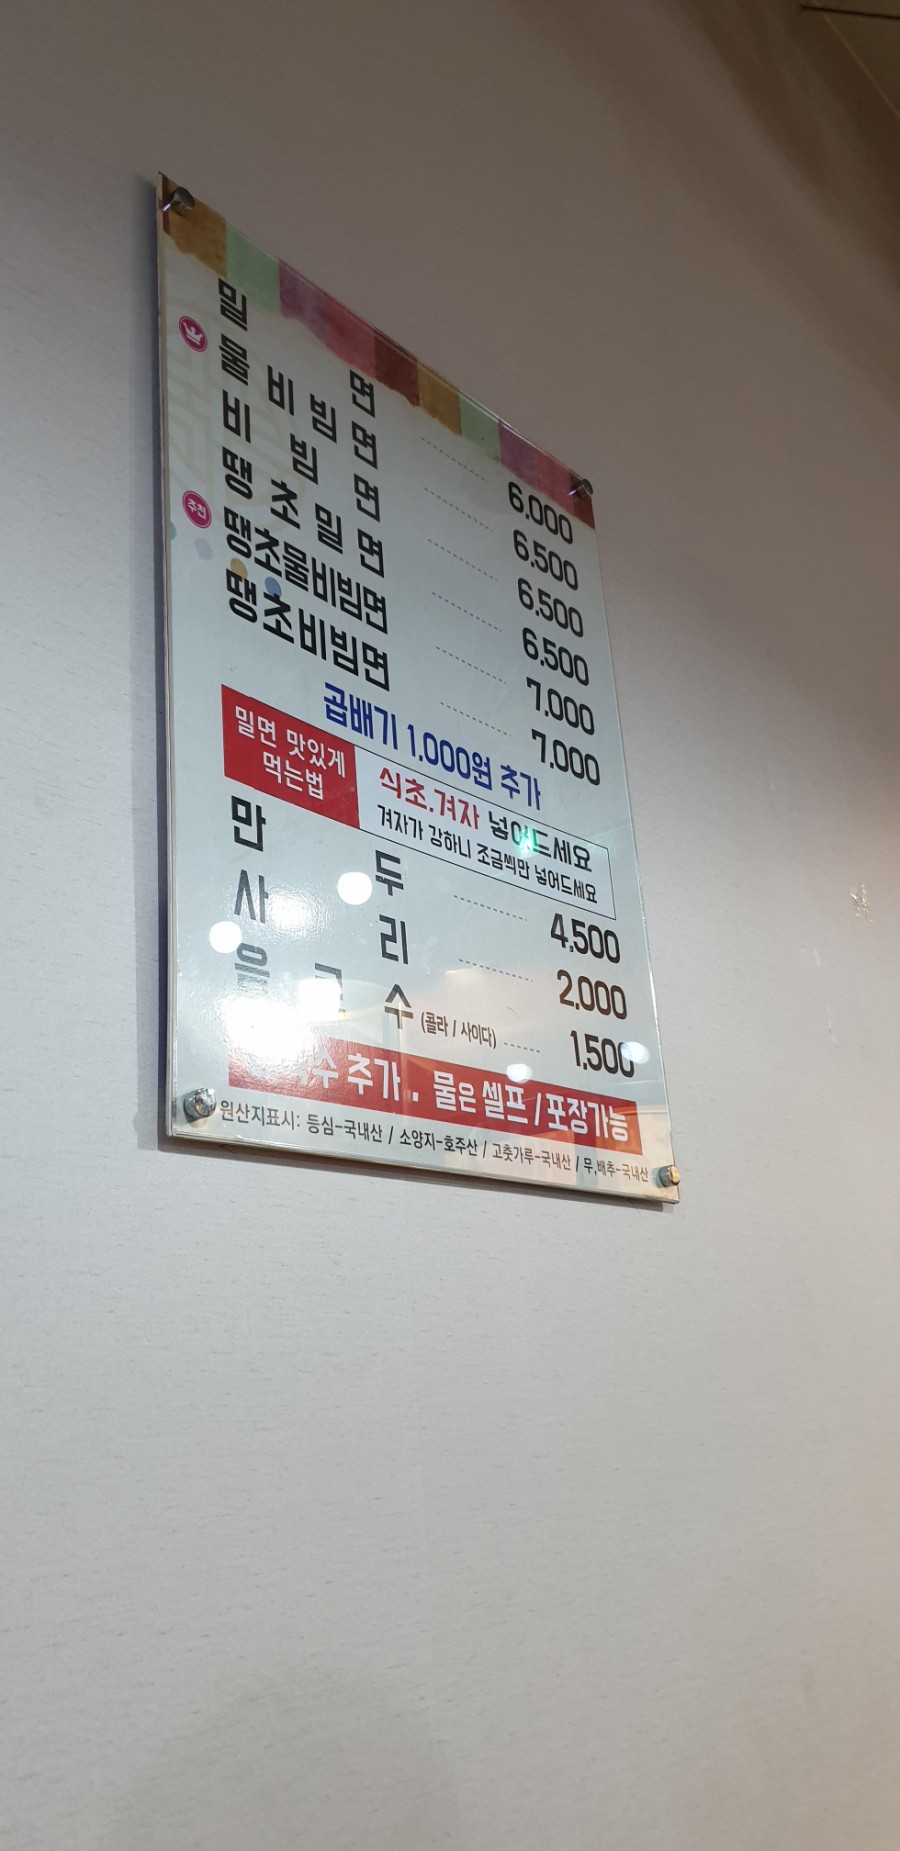 밀면 6.000
물비빔면 6.500
비빔면 6.500
땡초밀면 6.500
추천
땡초물비빔면 7.000
땡초비빔면 7.000
곱배기 1.000원 추가
밀면 맛있게
먹는법
식초.겨자 넣어드세요
겨자가 강하니 조금씩만 넣어드세요
만두 4,500
사리 2.000
음료수 (콜라 / 사이다) 1.500
추가. 물은 셀프 / 포장가능
원산지표시: 등심-국내산 / 소양지-호주산 / 고춧가루-국내산 / 무,배추-국내산